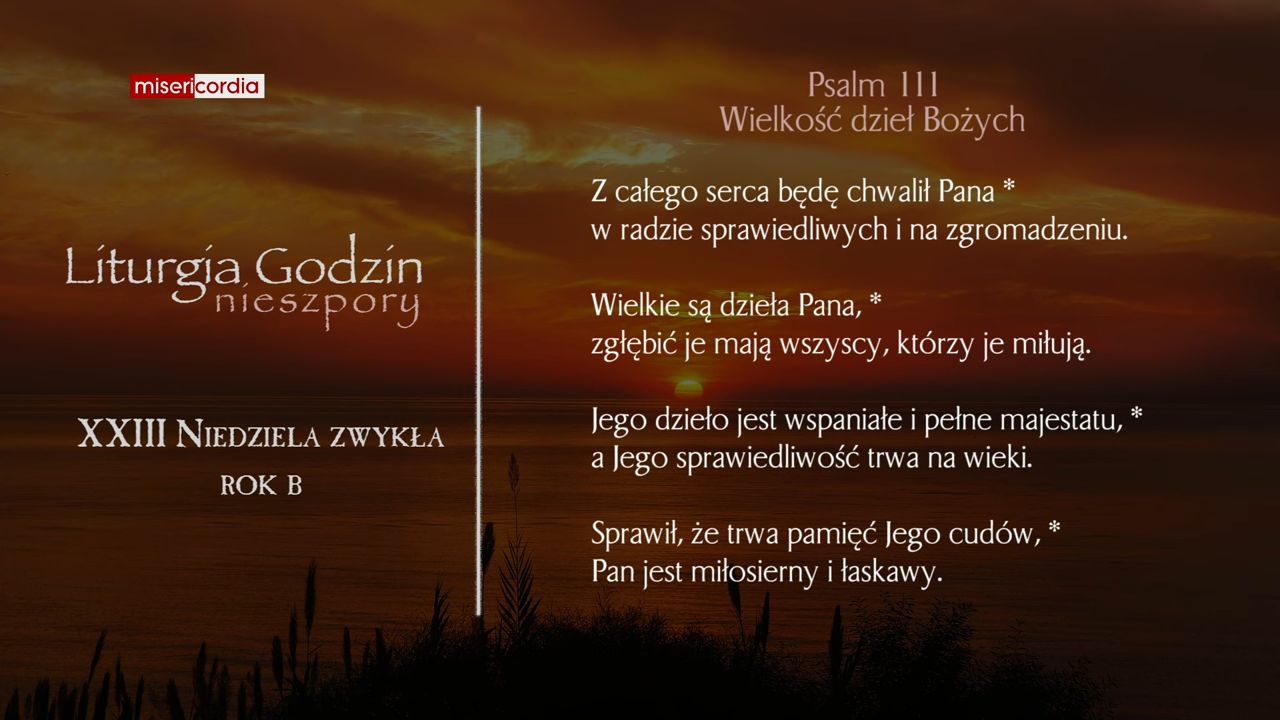 misericordia
Liturgia Godzin
nieszpory
XXIII Niedziela zwykła
rok B
Psalm 111
Wielkość dzieł Bożych
Z całego serca będę chwalił Pana *
w radzie sprawiedliwych i na zgromadzeniu.
Wielkie są dzieła Pana, *
zgłębić je mają wszyscy, którzy je miłują.
Jego dzieło jest wspaniałe i pełne majestatu, *
a Jego sprawiedliwość trwa na wieki.
Sprawił, że trwa pamięć Jego cudów, *
Pan jest miłosierny i łaskawy.